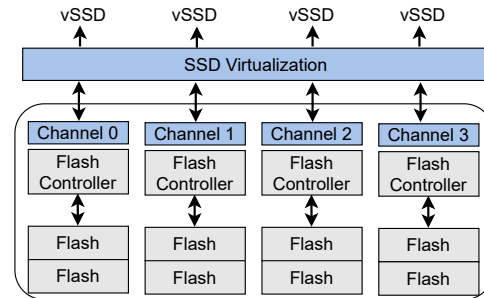 vSSD vSSD vSSD vSSD
SSD Virtualization
Channel 0 Channel 1 Channel 2 Channel 3
Flash Flash Flash Flash
Controller Controller Controller Controller
Flash Flash Flash Flash
Flash Flash Flash Flash